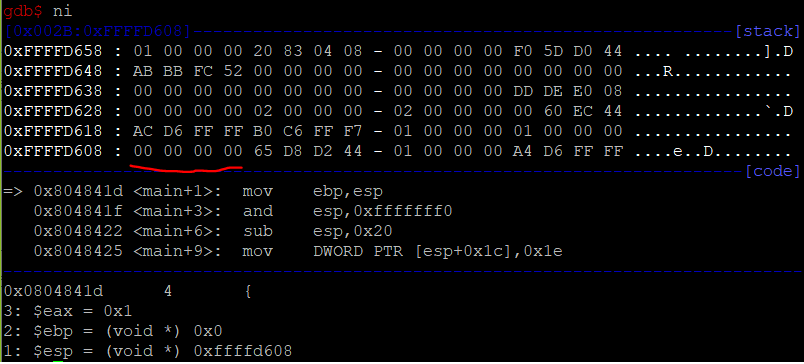 gdb$ ni
[0x002B:0xFFFFD608]------[stack]
0xFFFFD658 : 01 00 00 00 20 83 04 08 - 00 00 00 00 F0 5D D0 44 .... ........].D
0xFFFFD648 : AB BB FC 52 00 00 00 00 - 00 00 00 00 00 00 00 00 ...R............
0xFFFFD638 : 00 00 00 00 00 00 00 00 - 00 00 00 00 DD DE E0 08 ................
0xFFFFD628 : 00 00 00 00 02 00 00 00 - 02 00 00 00 00 60 EC 44 .............`.D
0xFFFFD618 : AC D6 FF FF B0 C6 FF F7 - 01 00 00 00 01 00 00 00 ................
0xFFFFD608 : 00 00 00 00 65 D8 D2 44 - 01 00 00 00 A4 D6 FF FF ....e..D........
[code]
=> 0x804841d <main+1>: mov ebp,esp
0x804841f <main+3>: and esp,0xfffffff0
0x8048422 <main+6>: sub esp,0x20
0x8048425 <main+9>: mov DWORD PTR [esp+0x1c],0x1e
0x0804841d 4 {
3: $eax = 0x1
2: $ebp = (void *) 0x0
1: $esp = (void *) 0xffffd608